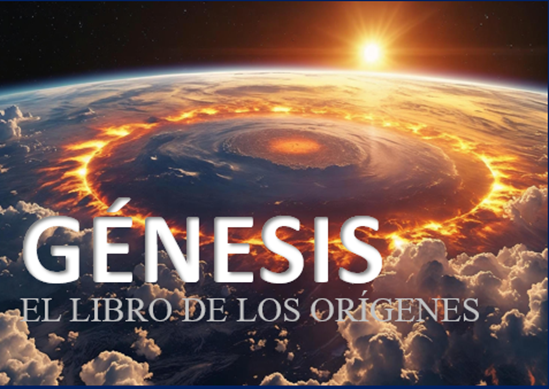 GÉNESIS
EL LIBRO DE LOS ORÍGENES